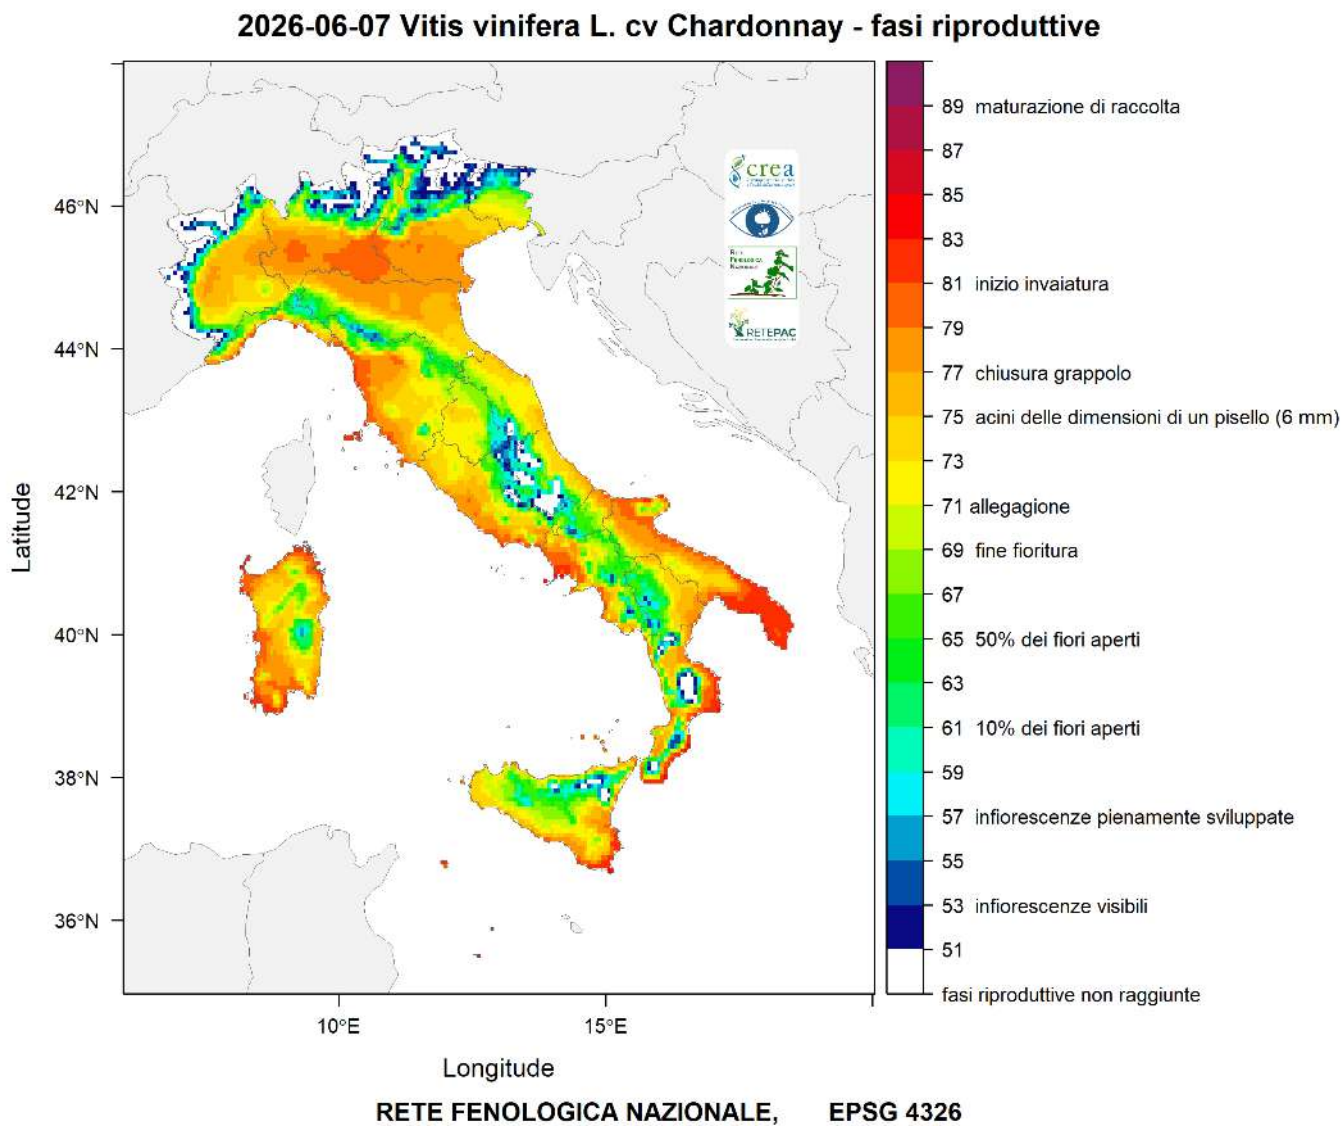 2026-06-07 Vitis vinifera L. cv Chardonnay - fasi riproduttive
89 maturazione di raccolta
87
85
83
81 inizio invaiatura
79
77 chiusura grappolo
75 acini delle dimensioni di un pisello (6 mm)
73
71 allegagione
69 fine fioritura
67
65 50% dei fiori aperti
63
61 10% dei fiori aperti
59
57 infiorescenze pienamente sviluppate
55
53 infiorescenze visibili
51
fasi riproduttive non raggiunte
crea
RETE
FENOLOGICA
NAZIONALE
RETEPAC
Latitude
46°N
44°N
42°N
40°N
38°N
36°N
10°E
15°E
Longitude
RETE FENOLOGICA NAZIONALE, EPSG 4326